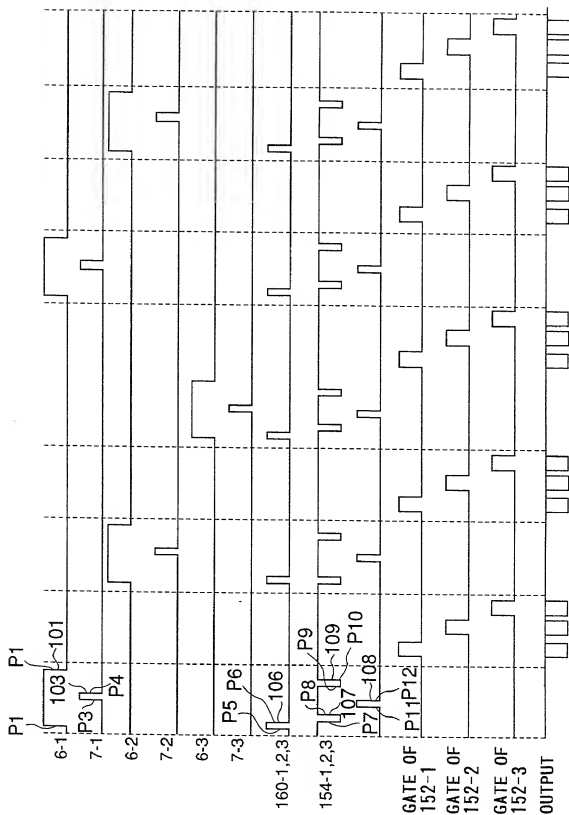 P1
P1
101
6-1
103
P3
P4
7-1
6-2
7-2
6-3
7-3
P5
P6
106
160-1,2,3
P9
109
P8
P10
154-1,2,3
107
P7
108
P11
P12
GATE OF
152-1
GATE OF
152-2
GATE OF
152-3
OUTPUT